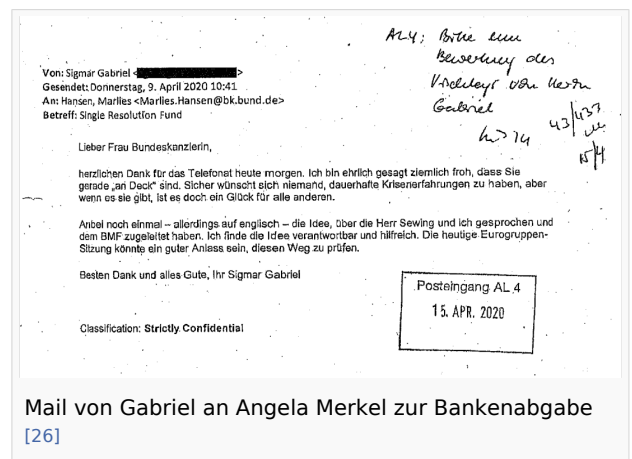 AL4: Bitte eine
Bewertung des
Vorschlags von Herrn
Gabriel
43/433
15/4
Von: Sigmar Gabriel < >
Gesendet: Donnerstag, 9. April 2020 10:41
An: Hansen, Marlies <Marlies.Hansen@bk.bund.de>
Betreff: Single Resolution Fund
Lieber Frau Bundeskanzlerin,
herzlichen Dank für das Telefonat heute morgen. Ich bin ehrlich gesagt ziemlich froh, dass Sie
gerade „an Deck“ sind. Sicher wünscht sich niemand, dauerhafte Krisenerfahrungen zu haben, aber
wenn es sie gibt, ist es doch ein Glück für alle anderen.
Anbei noch einmal – allerdings auf englisch – die Idee, über die Herr Sewing und ich gesprochen und
dem BMF zugeleitet haben. Ich finde die Idee verantwortbar und hilfreich. Die heutige Eurogruppen-
Sitzung könnte ein guter Anlass sein, diesen Weg zu prüfen.
Besten Dank und alles Gute, Ihr Sigmar Gabriel
Posteingang AL 4
15. APR. 2020
Classification: Strictly Confidential
Mail von Gabriel an Angela Merkel zur Bankenabgabe
[26]